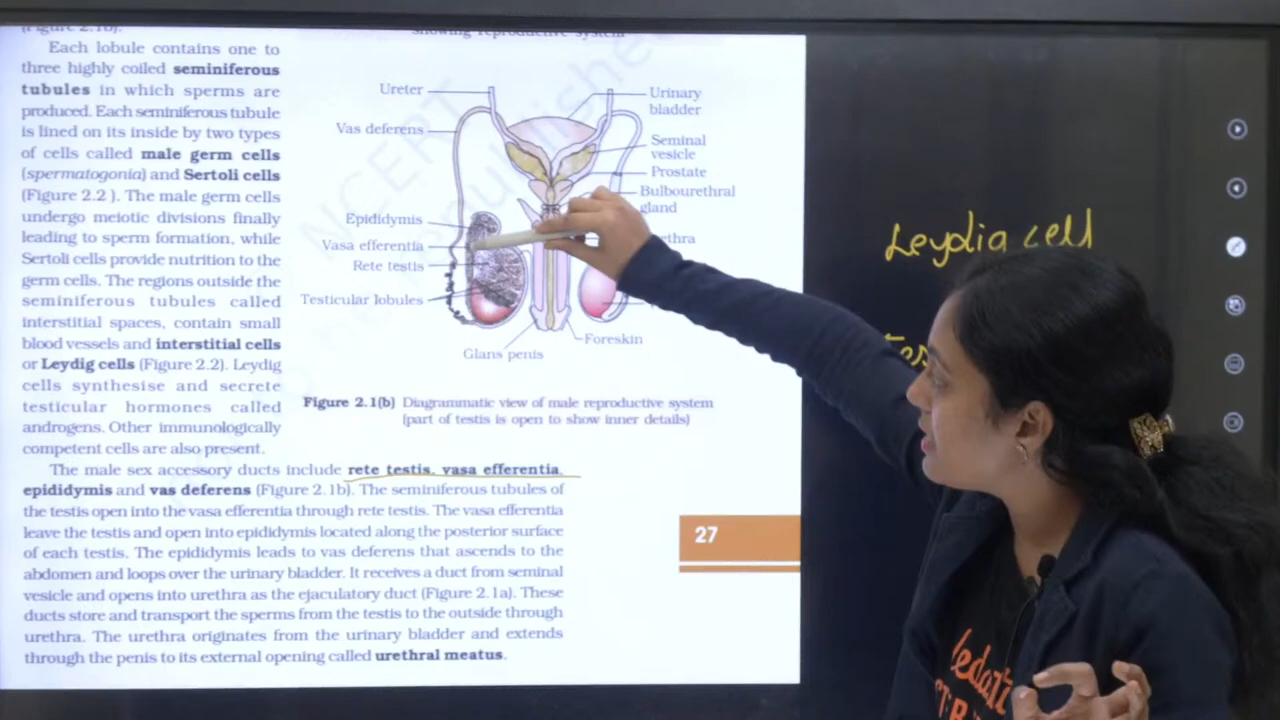 Each lobule contains one to
three highly coiled seminiferous
tubules in which sperms are
produced. Each seminiferous tubule
is lined on its inside by two types
of cells called male germ cells
(spermatogonia) and Sertoli cells
(Figure 2.2 ). The male germ cells
undergo meiotic divisions finally
leading to sperm formation, while
Sertoli cells provide nutrition to the
germ cells. The regions outside the
seminiferous tubules called
interstitial spaces, contain small
blood vessels and interstitial cells
or Leydig cells (Figure 2.2). Leydig
cells synthesise and secrete
testicular hormones called
androgens. Other immunologically
competent cells are also present.
showing reproductive system
Ureter
Vas deferens
Epididymis
Vasa efferentia
Rete testis
Testicular lobules
Glans penis
Urinary
bladder
Seminal
vesicle
Prostate
Bulbourethral
gland
Foreskin
Figure 2.1(b) Diagrammatic view of male reproductive system
(part of testis is open to show inner details)
The male sex accessory ducts include rete testis, vasa efferentia,
epididymis and vas deferens (Figure 2.1b). The seminiferous tubules of
the testis open into the vasa efferentia through rete testis. The vasa efferentia
leave the testis and open into epididymis located along the posterior surface
of each testis. The epididymis leads to vas deferens that ascends to the
abdomen and loops over the urinary bladder. It receives a duct from seminal
vesicle and opens into urethra as the ejaculatory duct (Figure 2.1a). These
ducts store and transport the sperms from the testis to the outside through
urethra. The urethra originates from the urinary bladder and extends
through the penis to its external opening called urethral meatus.
27
NCERT
Leydia cell